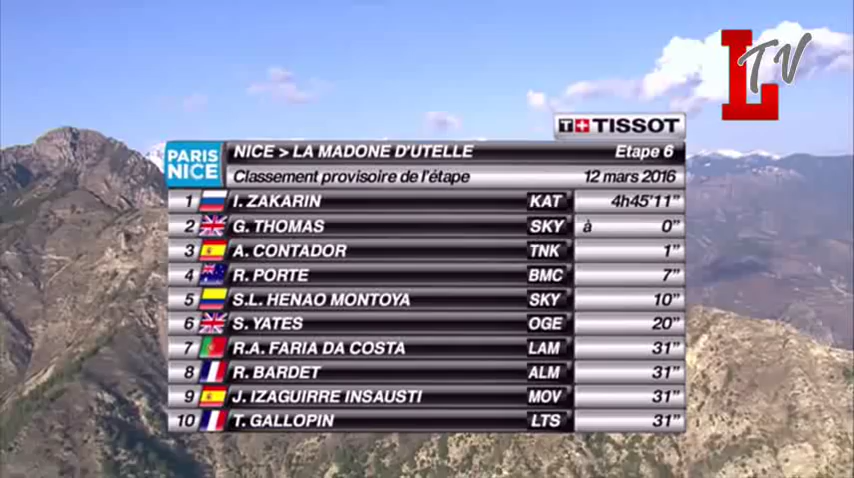 LTV
T+ TISSOT
PARIS NICE
NICE > LA MADONE D'UTELLE Etape 6
Classement provisoire de l'étape 12 mars 2016
1 I. ZAKARIN KAT 4h45'11"
2 G. THOMAS SKY à 0"
3 A. CONTADOR TNK 1"
4 R. PORTE BMC 7"
5 S.L. HENAO MONTOYA SKY 10"
6 S. YATES OGE 20"
7 R.A. FARIA DA COSTA LAM 31"
8 R. BARDET ALM 31"
9 J. IZAGUIRRE INSAUSTI MOV 31"
10 T. GALLOPIN LTS 31"